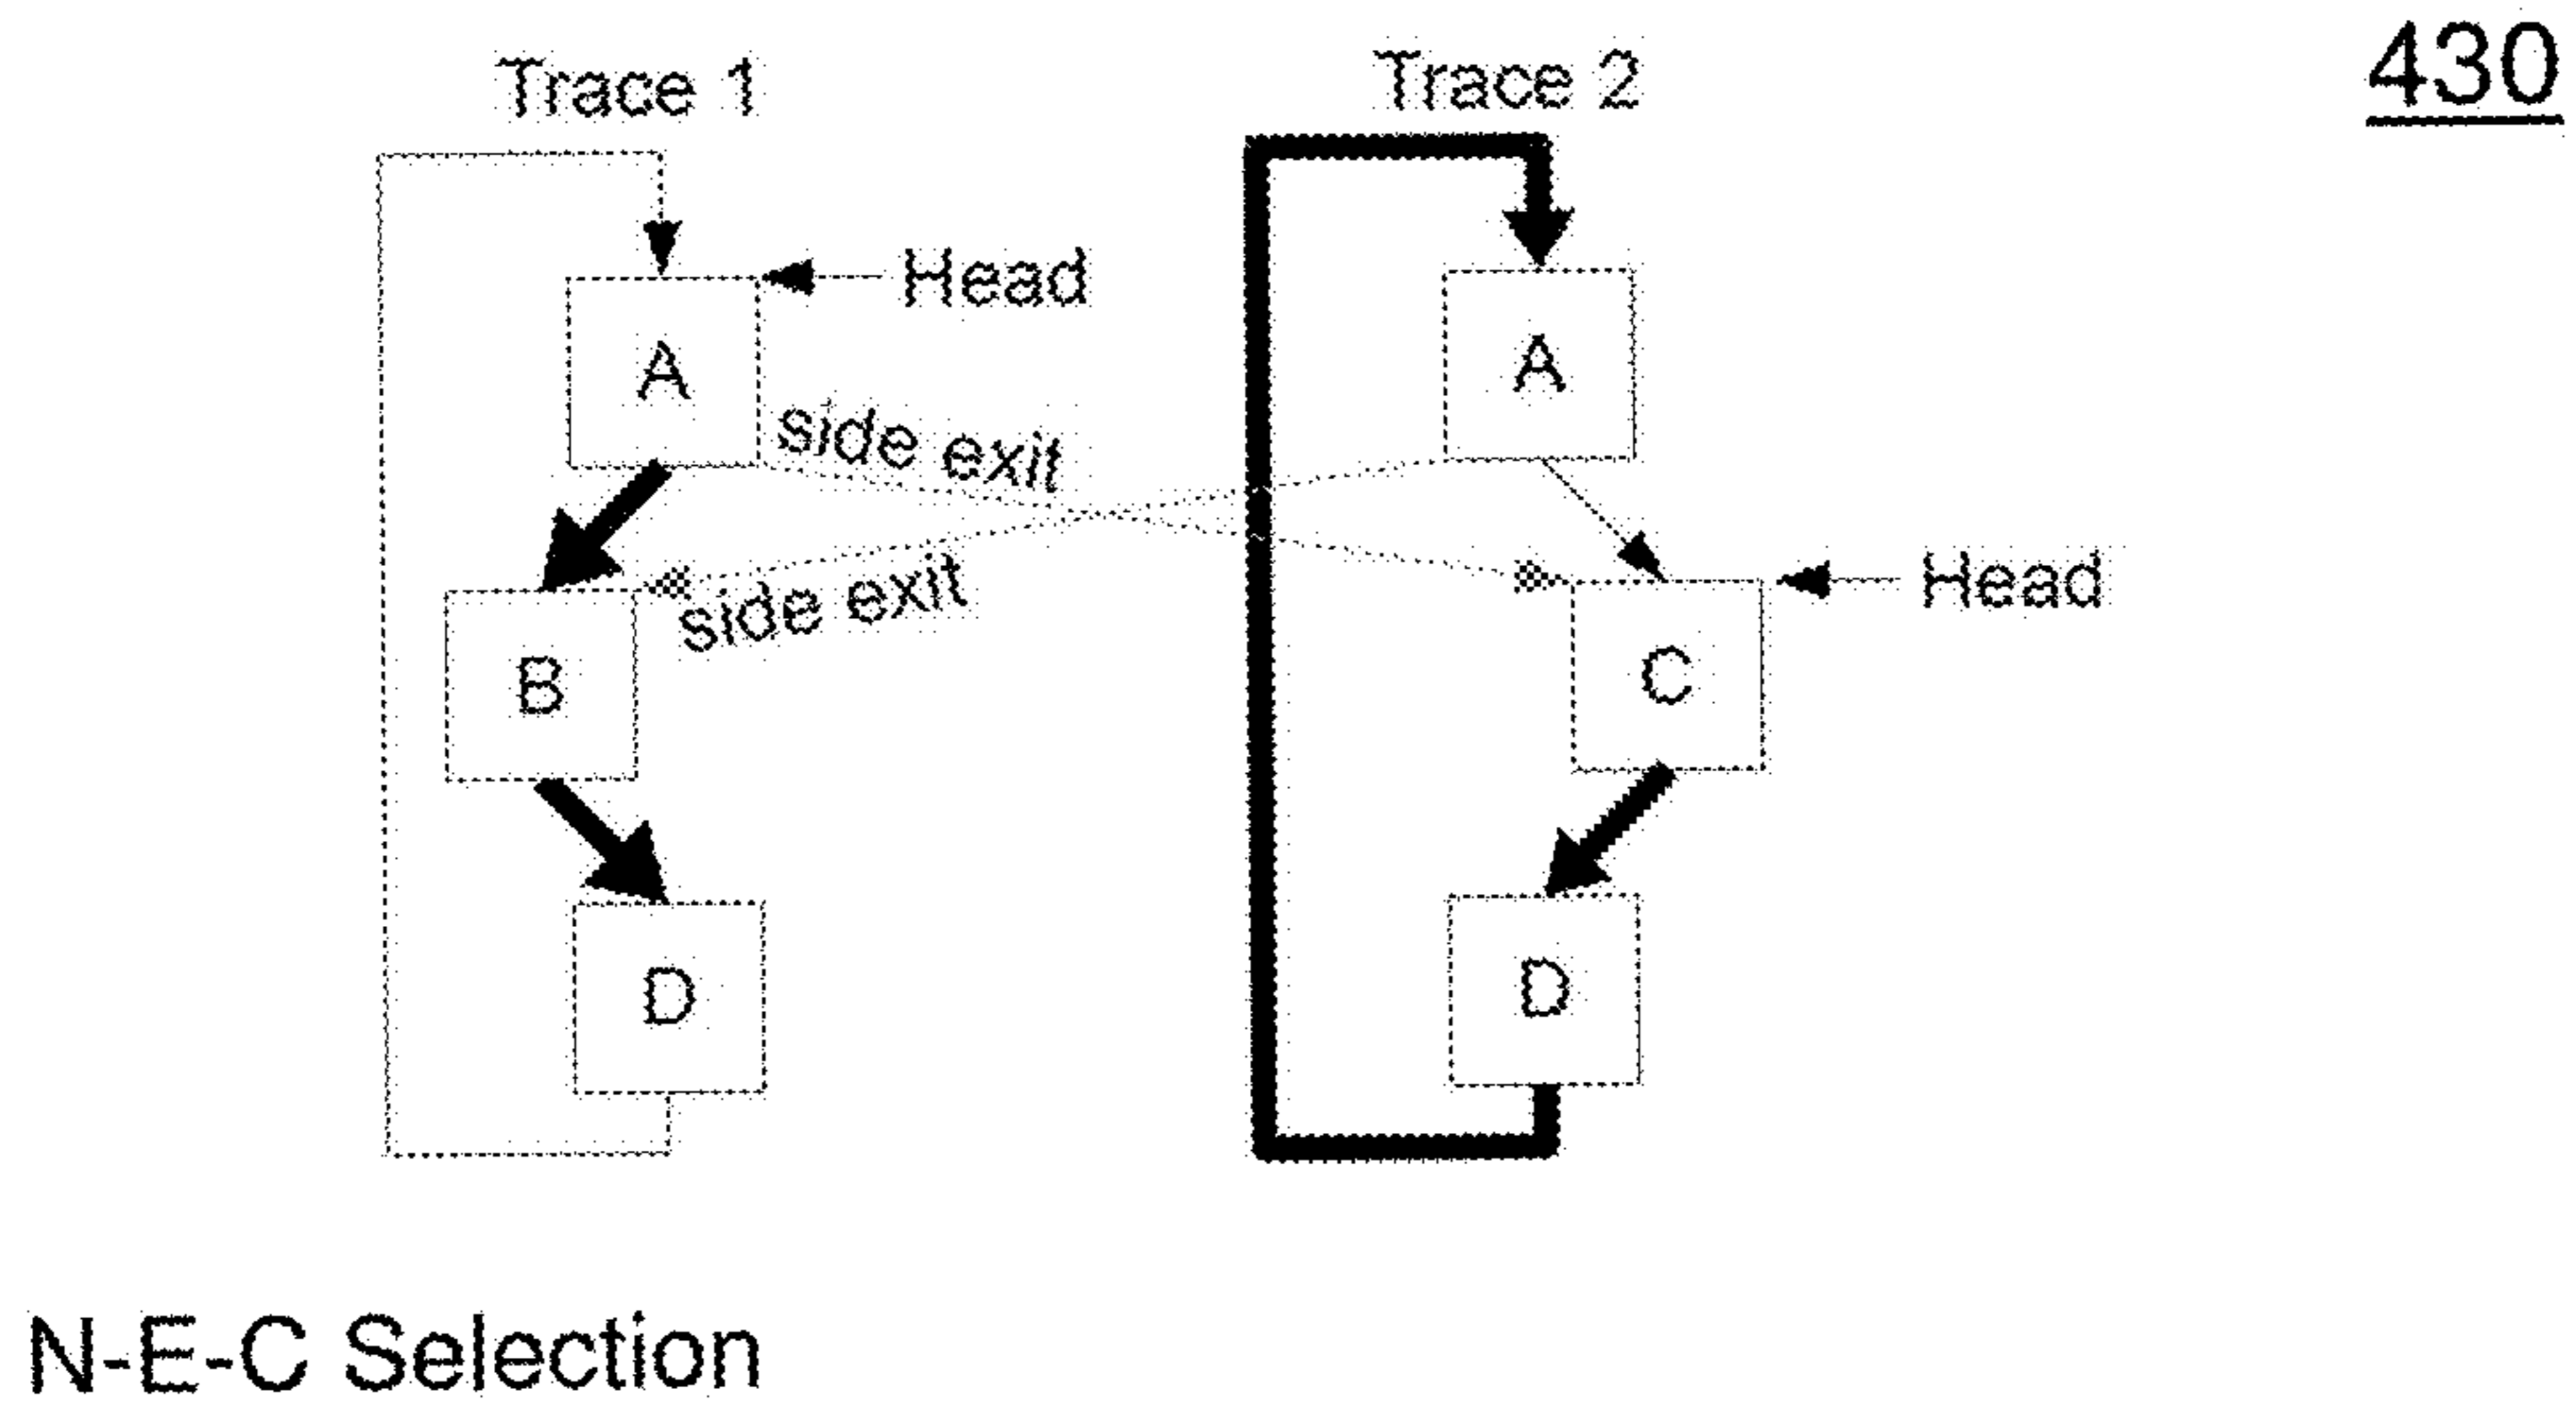 430
Trace 1
Trace 2
Head
A
A
side exit
side exit
Head
B
C
D
D
N-E-C Selection